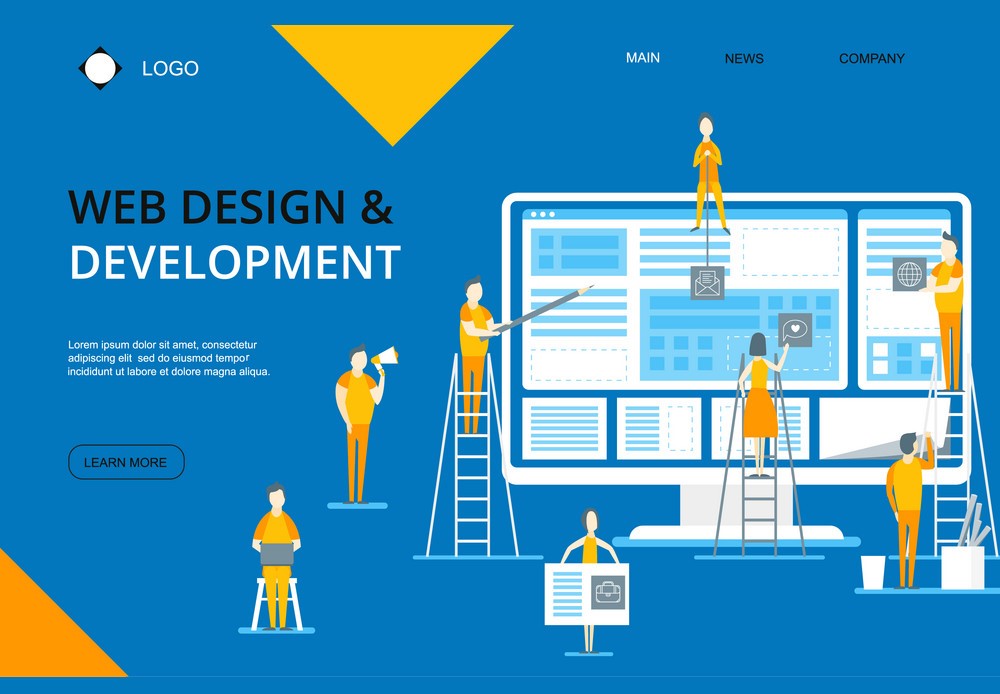 LOGO
MAIN
NEWS
COMPANY
WEB DESIGN &
DEVELOPMENT
Lorem ipsum dolor sit amet, consectetur
adipiscing elit sed do eiusmod tempor
incididunt ut labore et dolore magna aliqua.
LEARN MORE